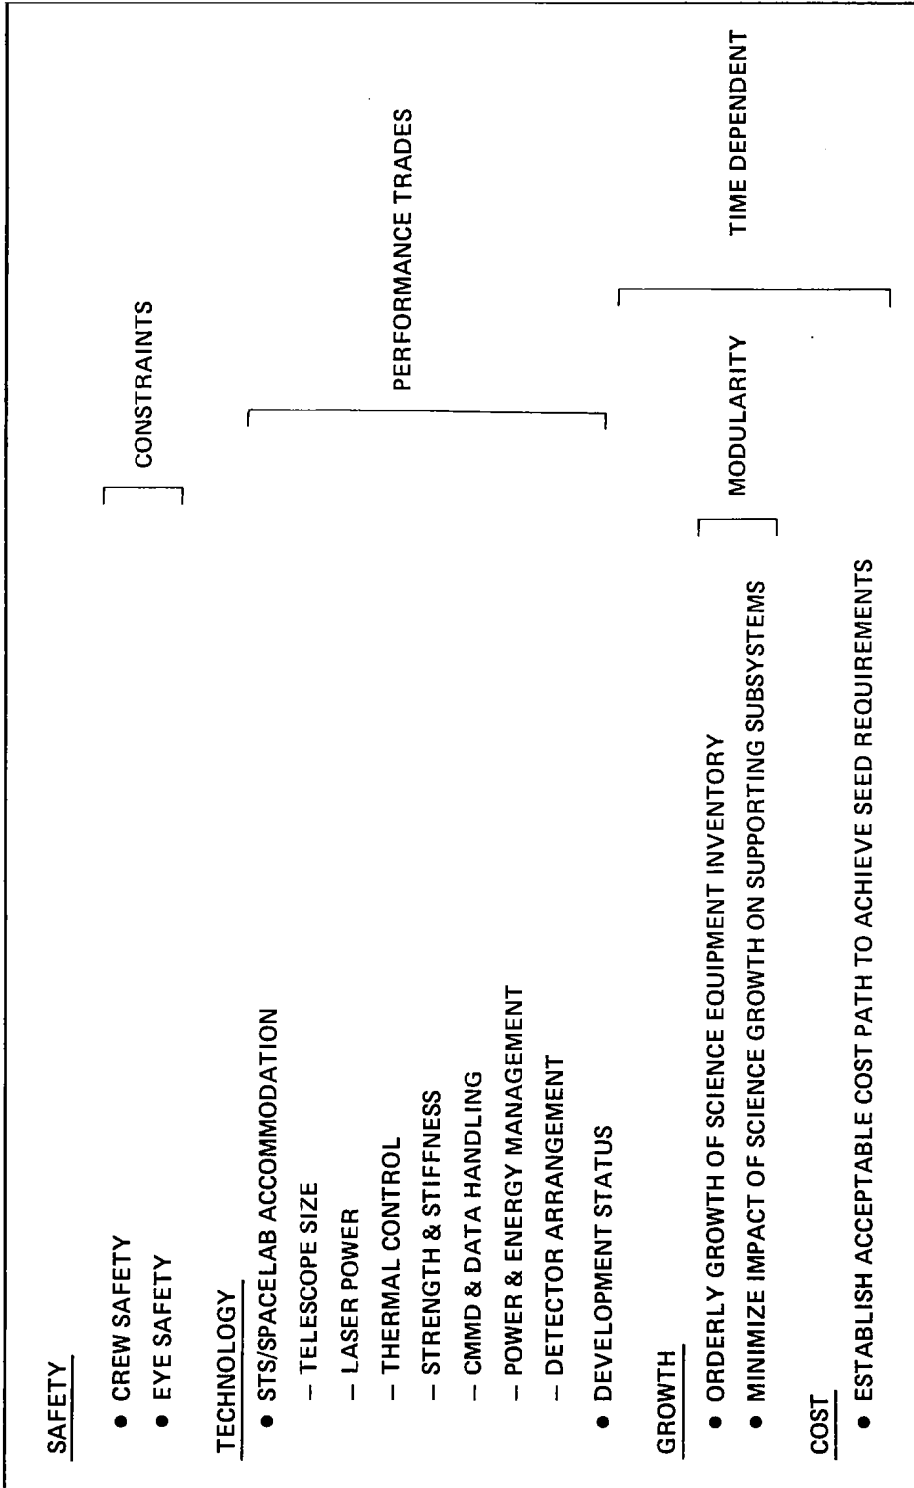 SAFETY
● CREW SAFETY
● EYE SAFETY
CONSTRAINTS
TECHNOLOGY
● STS/SPACELAB ACCOMMODATION
– TELESCOPE SIZE
– LASER POWER
– THERMAL CONTROL
– STRENGTH & STIFFNESS
– CMMD & DATA HANDLING
– POWER & ENERGY MANAGEMENT
– DETECTOR ARRANGEMENT
● DEVELOPMENT STATUS
PERFORMANCE TRADES
GROWTH
● ORDERLY GROWTH OF SCIENCE EQUIPMENT INVENTORY
● MINIMIZE IMPACT OF SCIENCE GROWTH ON SUPPORTING SUBSYSTEMS
MODULARITY
TIME DEPENDENT
COST
● ESTABLISH ACCEPTABLE COST PATH TO ACHIEVE SEED REQUIREMENTS